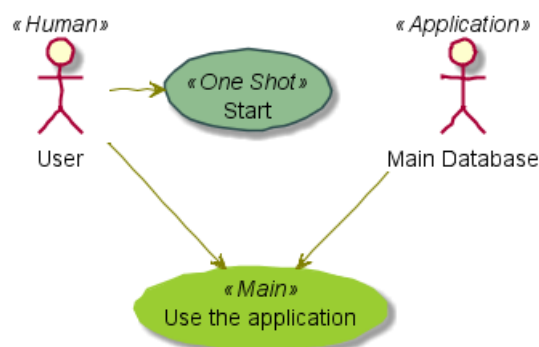 «Human»
«Application»
«One Shot»
Start
User
Main Database
«Main»
Use the application